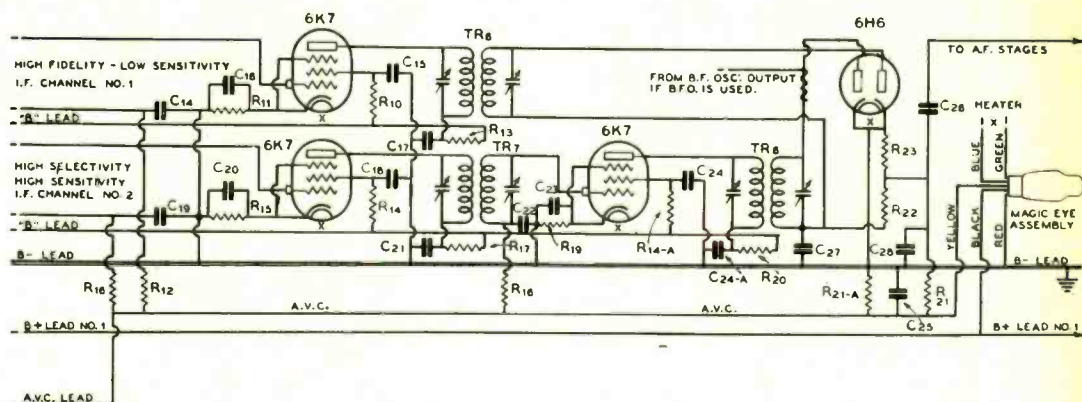 6K7
TR6
6H6
HIGH FIDELITY - LOW SENSITIVITY
I.F. CHANNEL NO. 1
C16
R11
C14
C15
R10
FROM B.F. OSC. OUTPUT
IF B.F.O. IS USED.
TO A.F. STAGES
C26
"B" LEAD
X
R13
C17
HEATER
X
BLUE
GREEN
HIGH SELECTIVITY
HIGH SENSITIVITY
I.F. CHANNEL NO. 2
6K7
C20
R15
C18
R14
TR7
6K7
C23
C24
TR8
R23
R22
MAGIC EYE
ASSEMBLY
C19
"B" LEAD
X
C21
R17
C22
R19
X
R14-A
C24-A
R20
C27
C28
YELLOW
BLACK
RED
B- LEAD
B- LEAD
R16
R12
A.V.C.
R16
A.V.C.
R21-A
C25
R21
B+ LEAD NO.1
B+ LEAD NO.1
A.V.C. LEAD